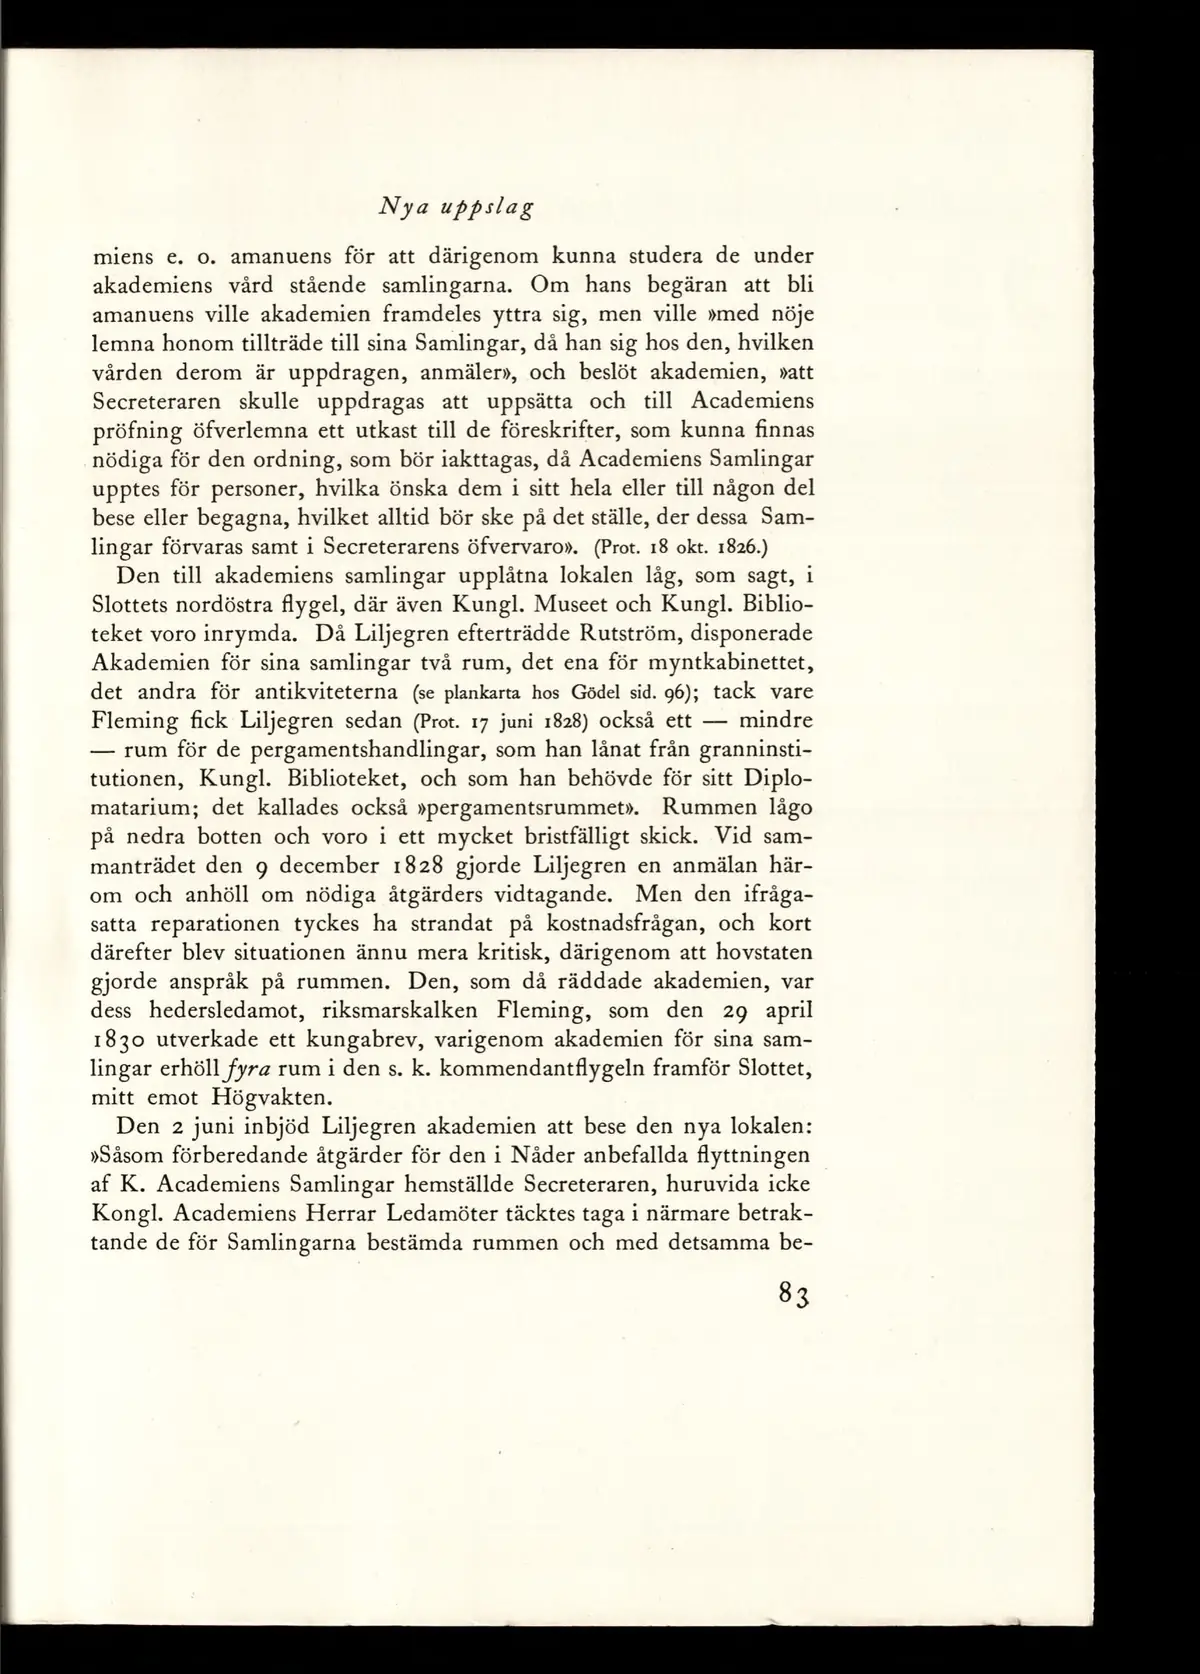 Nya uppslag
miens e. o. amanuens för att därigenom kunna studera de under
akademiens vård stående samlingarna. Om hans begäran att bli
amanuens ville akademien framdeles yttra sig, men ville »med nöje
lemna honom tillträde till sina Samlingar, då han sig hos den, hvilken
vården derom är uppdragen, anmäler», och beslöt akademien, »att
Secreteraren skulle uppdragas att uppsätta och till Academiens
pröfning öfverlemna ett utkast till de föreskrifter, som kunna finnas
nödiga för den ordning, som bör iakttagas, då Academiens Samlingar
upptes för personer, hvilka önska dem i sitt hela eller till någon del
bese eller begagna, hvilket alltid bör ske på det ställe, der dessa Sam-
lingar förvaras samt i Secreterarens öfvervaro». (Prot. 18 okt. 1826.)
Den till akademiens samlingar upplåtna lokalen låg, som sagt, i
Slottets nordöstra flygel, där även Kungl. Museet och Kungl. Biblio-
teket voro inrymda. Då Liljegren efterträdde Rutström, disponerade
Akademien för sina samlingar två rum, det ena för myntkabinettet,
det andra för antikviteterna (se plankarta hos Gödel sid. 96); tack vare
Fleming fick Liljegren sedan (Prot. 17 juni 1828) också ett — mindre
— rum för de pergamentshandlingar, som han lånat från granninsti-
tutionen, Kungl. Biblioteket, och som han behövde för sitt Diplo-
matarium; det kallades också »pergamentsrummet». Rummen lågo
på nedra botten och voro i ett mycket bristfälligt skick. Vid sam-
manträdet den 9 december 1828 gjorde Liljegren en anmälan här-
om och anhöll om nödiga åtgärders vidtagande. Men den ifråga-
satta reparationen tyckes ha strandat på kostnadsfrågan, och kort
därefter blev situationen ännu mera kritisk, därigenom att hovstaten
gjorde anspråk på rummen. Den, som då räddade akademien, var
dess hedersledamot, riksmarskalken Fleming, som den 29 april
1830 utverkade ett kungabrev, varigenom akademien för sina sam-
lingar erhöll fyra rum i den s. k. kommendantflygeln framför Slottet,
mitt emot Högvakten.
Den 2 juni inbjöd Liljegren akademien att bese den nya lokalen:
»Såsom förberedande åtgärder för den i Nåder anbefallda flyttningen
af K. Academiens Samlingar hemställde Secreteraren, huruvida icke
Kongl. Academiens Herrar Ledamöter täcktes taga i närmare betrak-
tande de för Samlingarna bestämda rummen och med detsamma be-
83